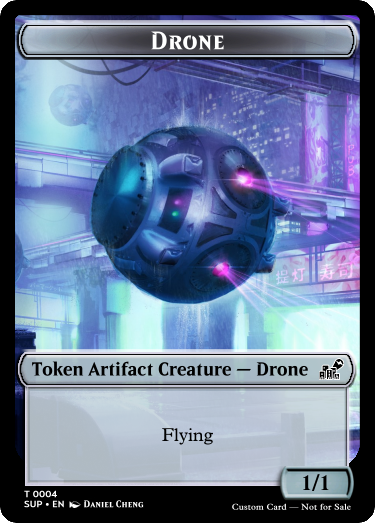 Drone
Token Artifact Creature — Drone
Flying
1/1
T 0004
SUP • EN Daniel Cheng
Custom Card — Not for Sale